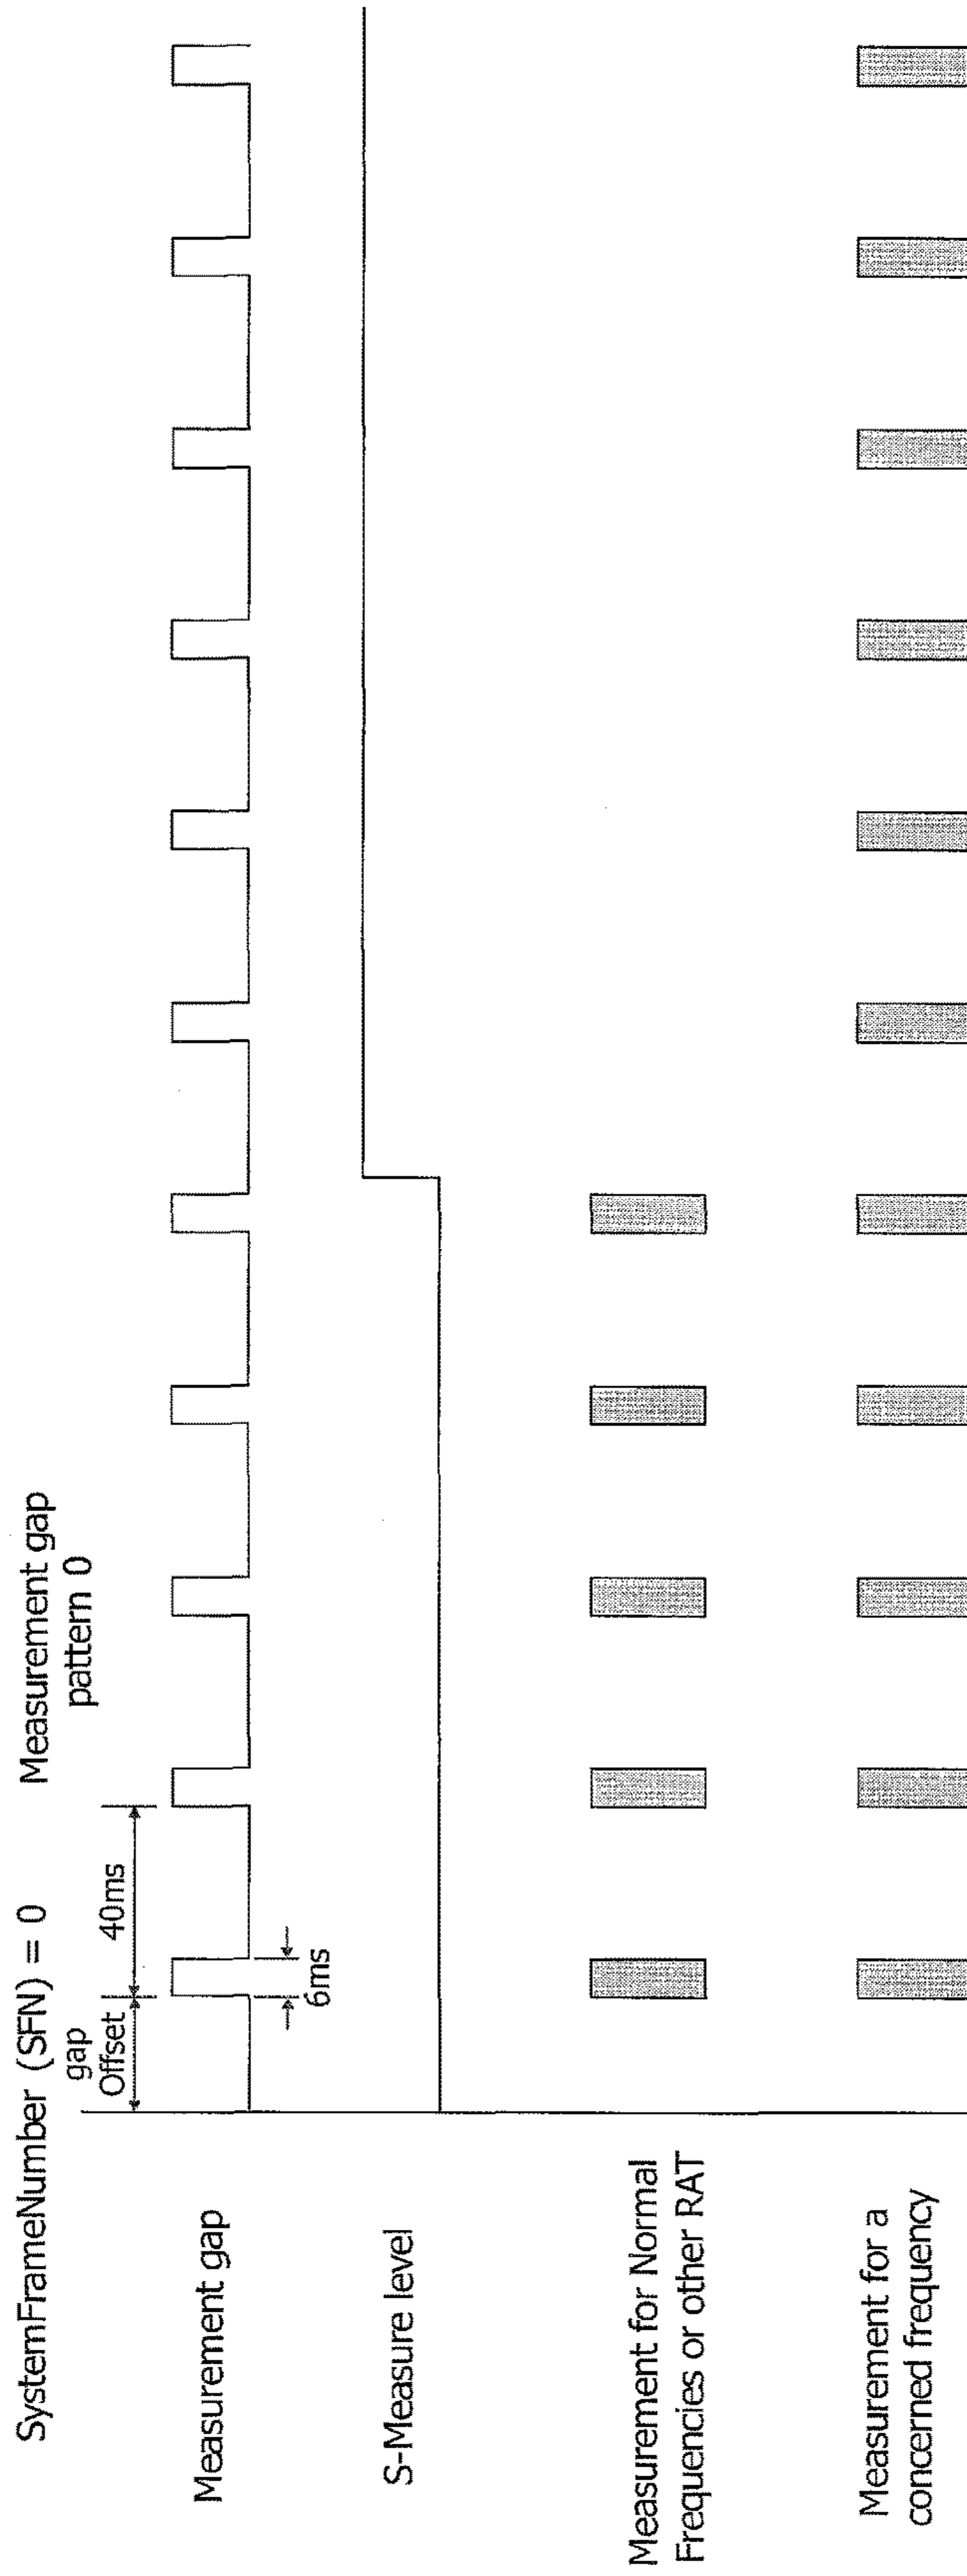 SystemFrameNumber (SFN) = 0
Measurement gap
pattern 0
gap
Offset
40ms
6ms
Measurement gap
S-Measure level
Measurement for Normal
Frequencies or other RAT
Measurement for a
concerned frequency